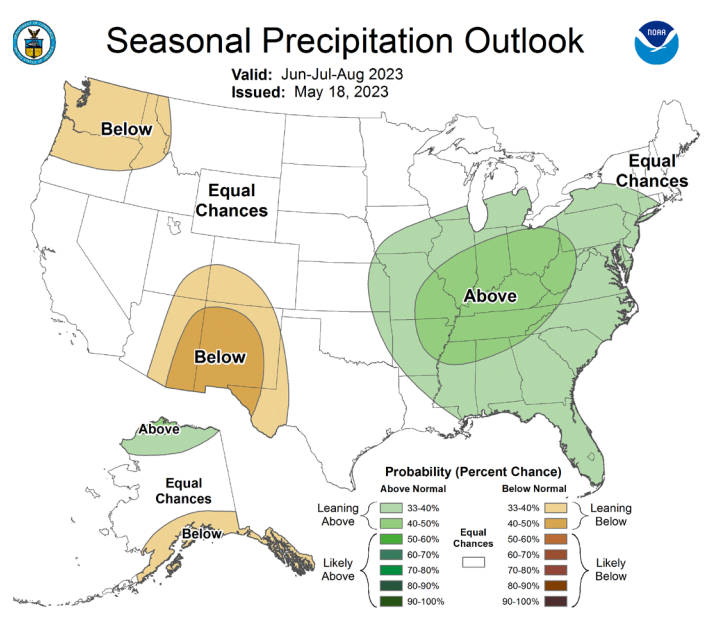 Seasonal Precipitation Outlook
NOAA
Valid: Jun-Jul-Aug 2023
Issued: May 18, 2023
Below
Equal
Chances
Equal
Chances
Above
Below
Above
Equal
Chances
Below
Probability (Percent Chance)
Above Normal
Below Normal
Leaning
Above
33-40%
40-50%
50-60%
60-70%
70-80%
80-90%
90-100%
Likely
Above
Equal
Chances
33-40%
40-50%
50-60%
60-70%
70-80%
80-90%
90-100%
Leaning
Below
Likely
Below